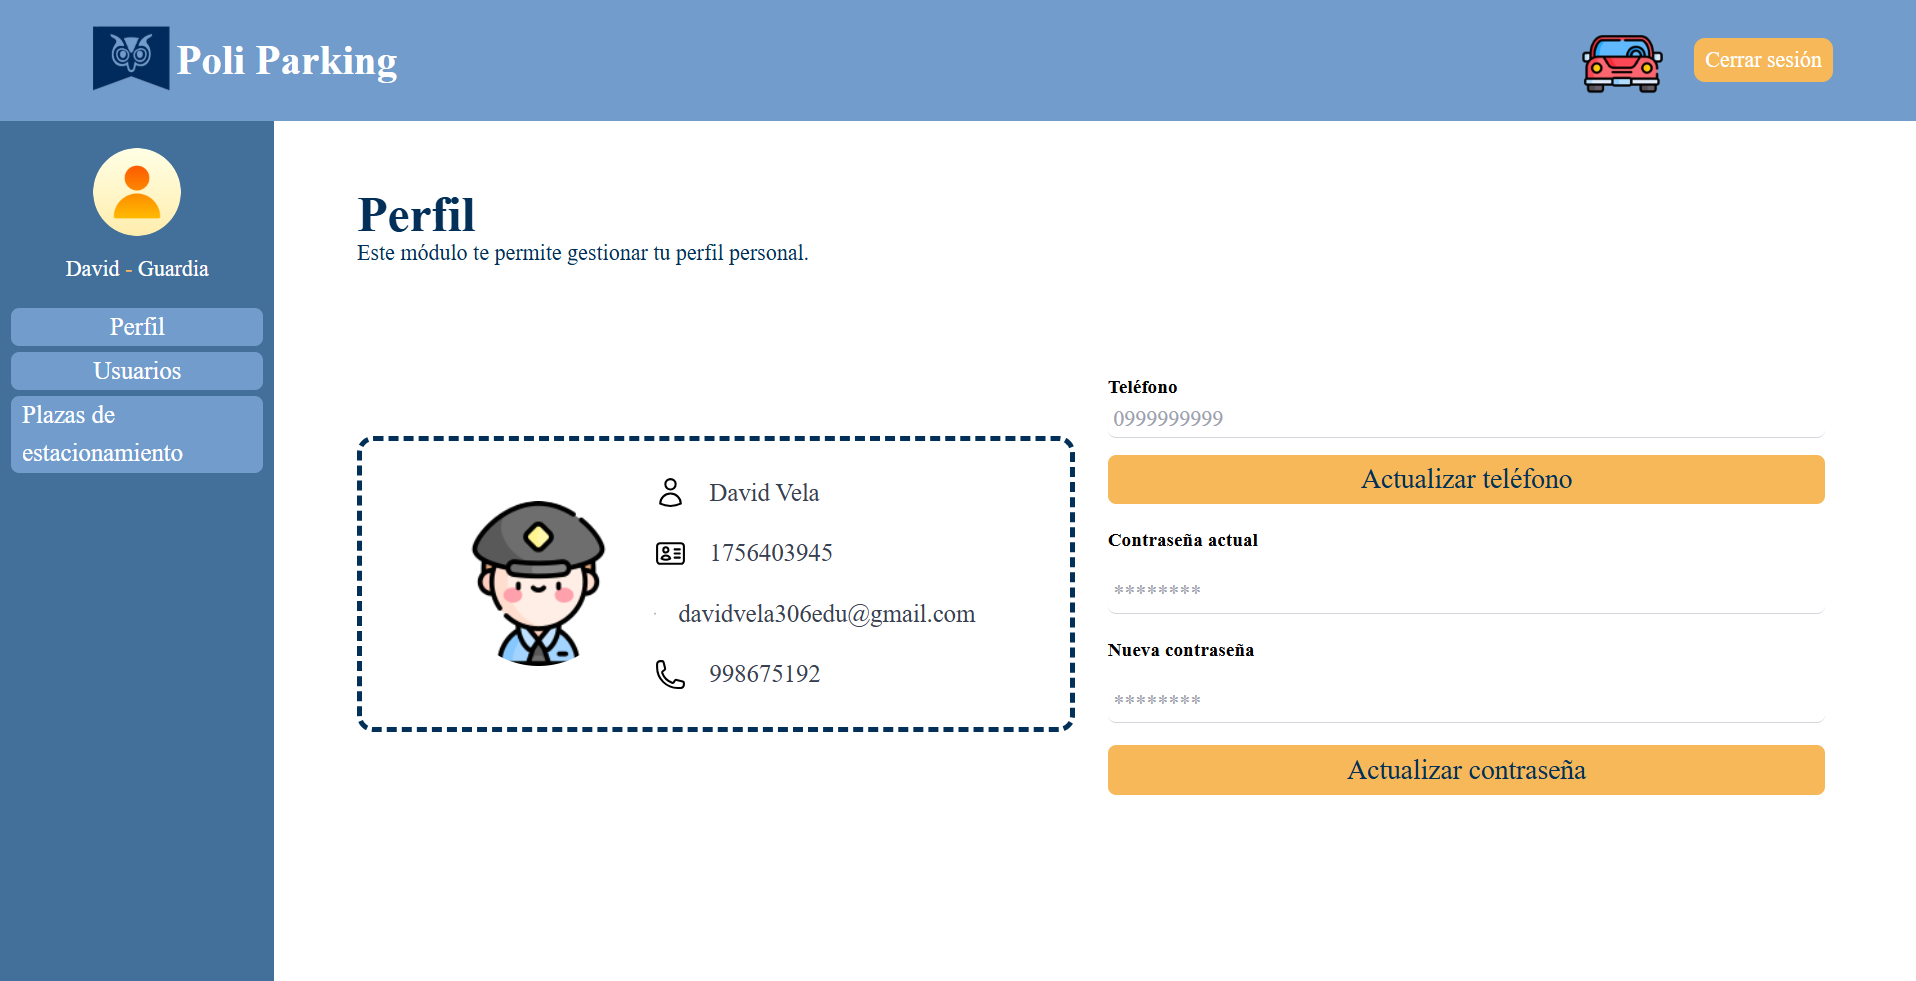 Poli Parking
Cerrar sesión
David - Guardia
Perfil
Usuarios
Plazas de
estacionamiento
Perfil
Este módulo te permite gestionar tu perfil personal.
David Vela
1756403945
davidvela306edu@gmail.com
998675192
Teléfono
0999999999
Actualizar teléfono
Contraseña actual
********
Nueva contraseña
********
Actualizar contraseña